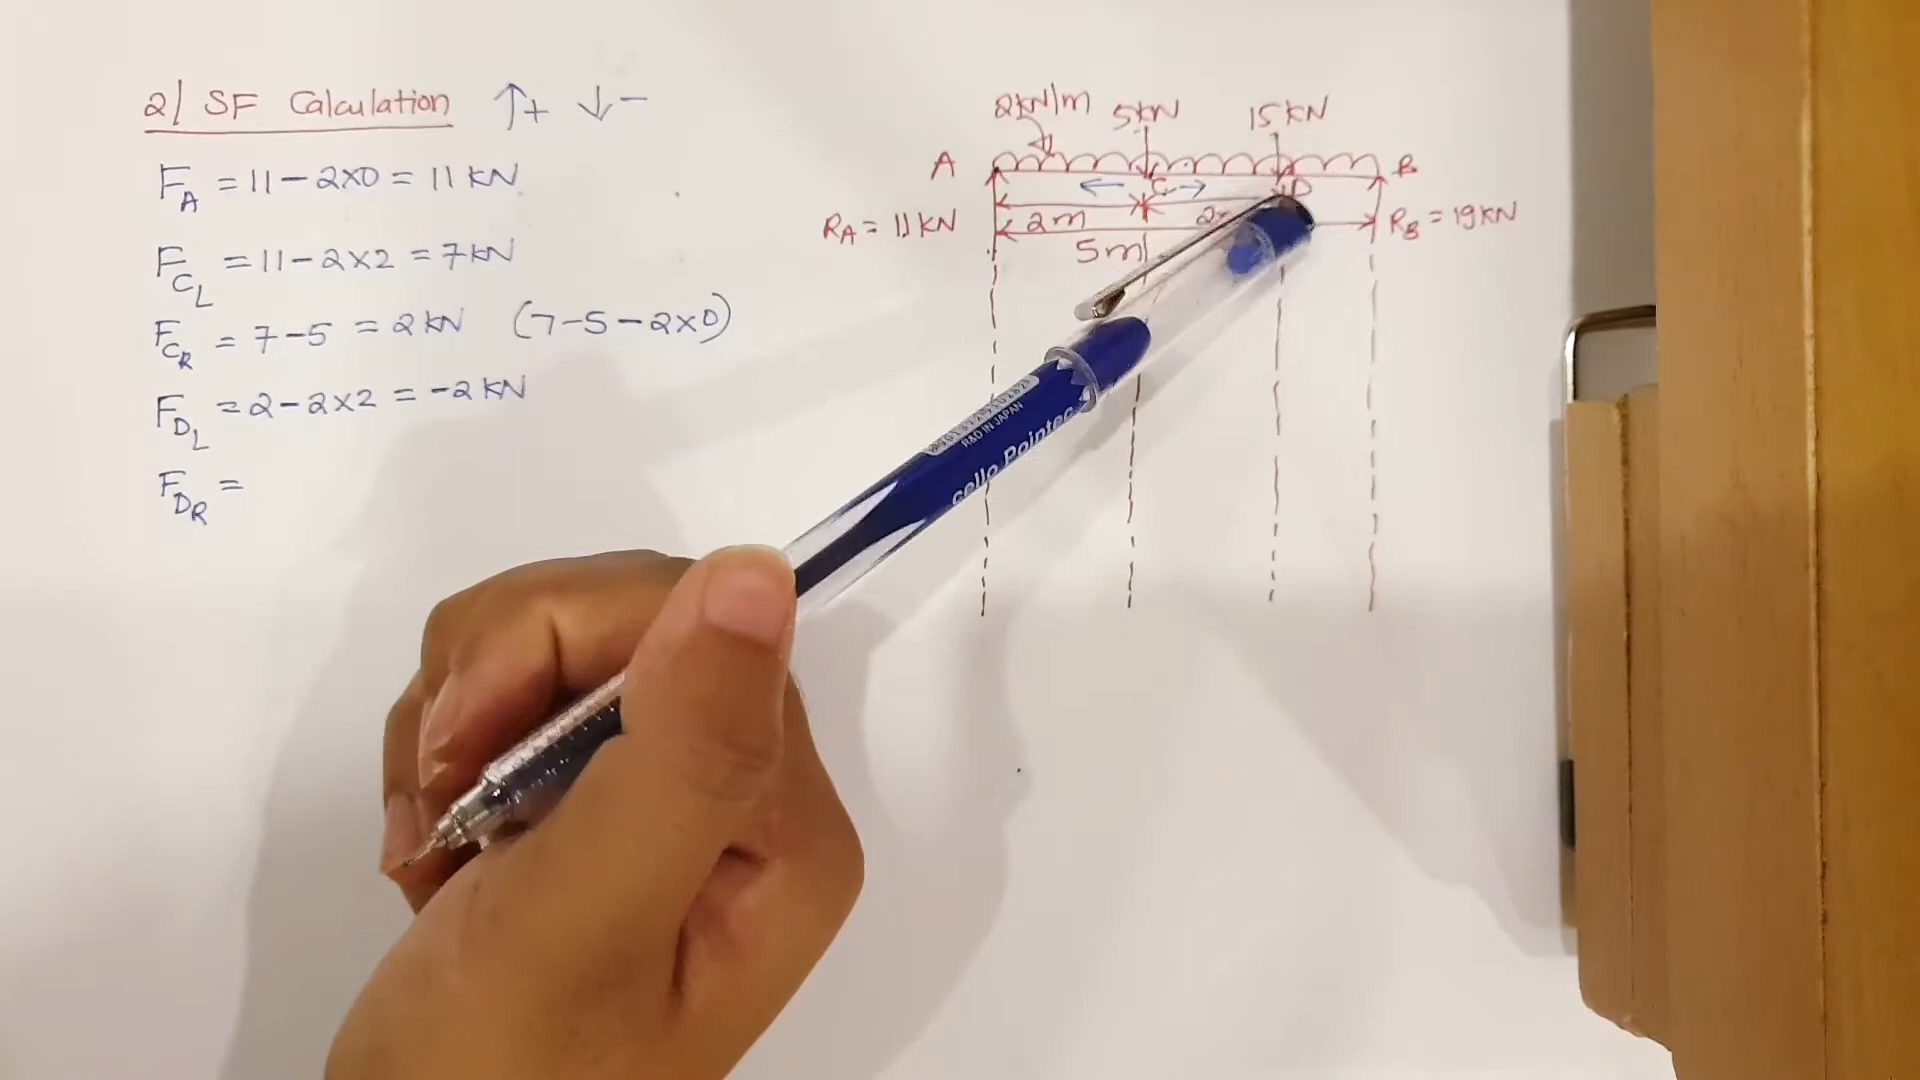 2/ SF Calculation ↑+ ↓−
F_A = 11 − 2×0 = 11 kN
F_CL = 11 − 2×2 = 7 kN
F_CR = 7−5 = 2 kN (7−5−2×0)
F_DL = 2 − 2×2 = −2 kN
F_DR =
2kN/m 5kN 15 kN
A B
C D
R_A = 11 kN 2m R_B = 19 kN
5m
R&D IN JAPAN
cello Pointec